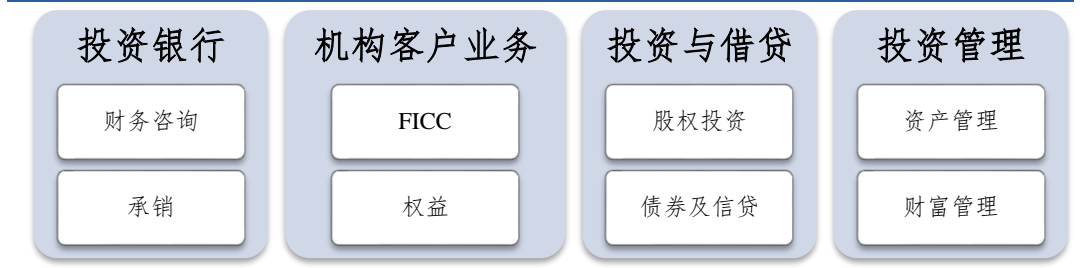 投资银行
财务咨询
承销
机构客户业务
FICC
权益
投资与借贷
股权投资
债券及信贷
投资管理
资产管理
财富管理